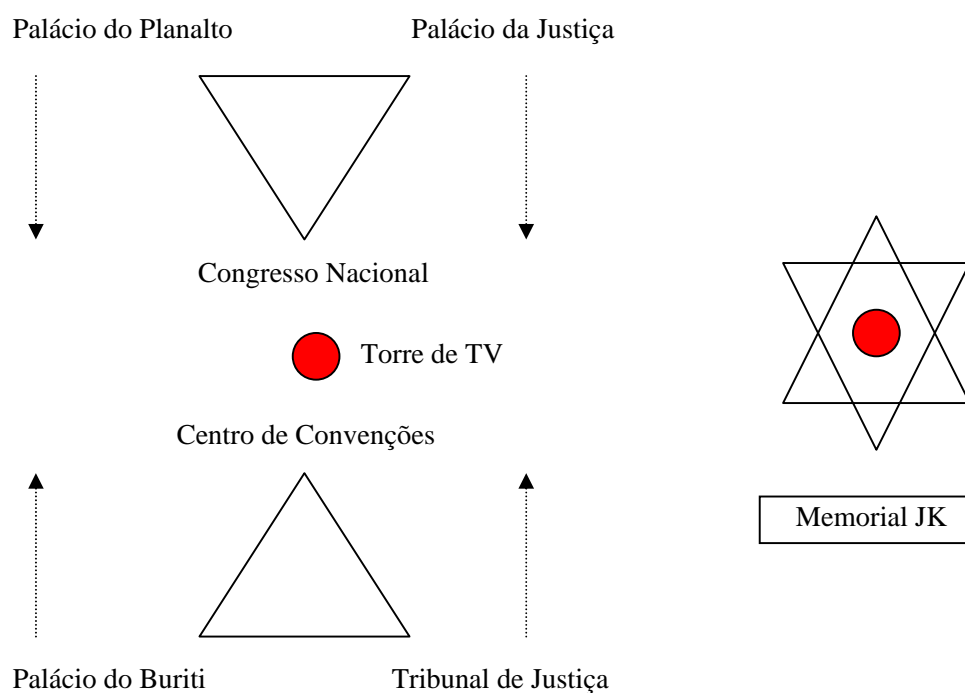 Palácio do Planalto
Palácio da Justiça
Congresso Nacional
Torre de TV
Centro de Convenções
Memorial JK
Palácio do Buriti
Tribunal de Justiça